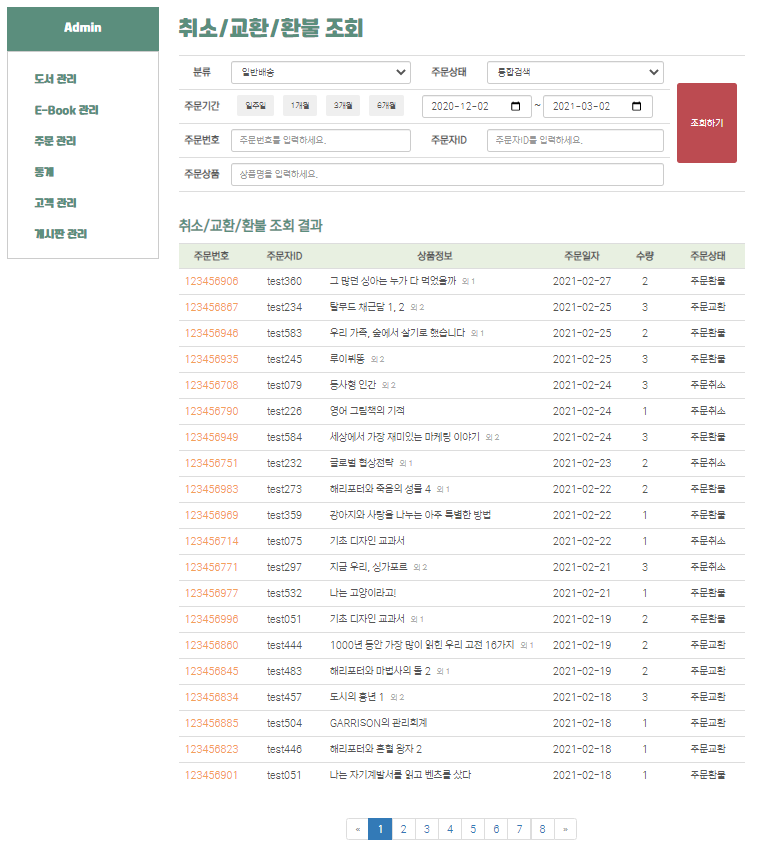 Admin
도서 관리
E-Book 관리
주문 관리
통계
고객 관리
게시판 관리
취소/교환/환불 조회
분류 일반배송 주문상태 통합검색
주문기간 일주일 1개월 3개월 6개월 2020-12-02 ~ 2021-03-02
조회하기
주문번호 주문번호를 입력하세요. 주문자ID 주문자ID를 입력하세요.
주문상품 상품명을 입력하세요.
취소/교환/환불 조회 결과
주문번호 주문자ID 상품정보 주문일자 수량 주문상태
123456906 test360 그 많던 싱아는 누가 다 먹었을까 외 1 2021-02-27 2 주문환불
123456867 test234 탈무드 채근담 1, 2 외 2 2021-02-25 3 주문교환
123456946 test583 우리 가족, 숲에서 살기로 했습니다 외 1 2021-02-25 2 주문환불
123456935 test245 루이뷔똥 외 2 2021-02-25 3 주문환불
123456708 test079 등사형 인간 외 2 2021-02-24 3 주문취소
123456790 test226 영어 그림책의 기적 2021-02-24 1 주문취소
123456949 test584 세상에서 가장 재미있는 마케팅 이야기 외 2 2021-02-24 3 주문환불
123456751 test232 글로벌 협상전략 외 1 2021-02-23 2 주문취소
123456983 test273 해리포터와 죽음의 성물 4 외 1 2021-02-22 2 주문환불
123456969 test359 강아지와 사람을 나누는 아주 특별한 방법 2021-02-22 1 주문환불
123456714 test075 기초 디자인 교과서 2021-02-22 1 주문취소
123456771 test297 지금 우리, 싱가포르 외 2 2021-02-21 3 주문취소
123456977 test532 나는 고양이라고! 2021-02-21 1 주문환불
123456996 test051 기초 디자인 교과서 외 1 2021-02-19 2 주문환불
123456860 test444 1000년 동안 가장 많이 읽힌 우리 고전 16가지 외 1 2021-02-19 2 주문교환
123456845 test483 해리포터와 마법사의 돌 2 외 1 2021-02-19 2 주문교환
123456834 test457 도시의 흉년 1 외 2 2021-02-18 3 주문교환
123456885 test504 GARRISON의 관리회계 2021-02-18 1 주문교환
123456823 test446 해리포터와 혼혈 왕자 2 2021-02-18 1 주문교환
123456901 test051 나는 자기계발서를 읽고 벤츠를 샀다 2021-02-18 1 주문환불
« 1 2 3 4 5 6 7 8 »